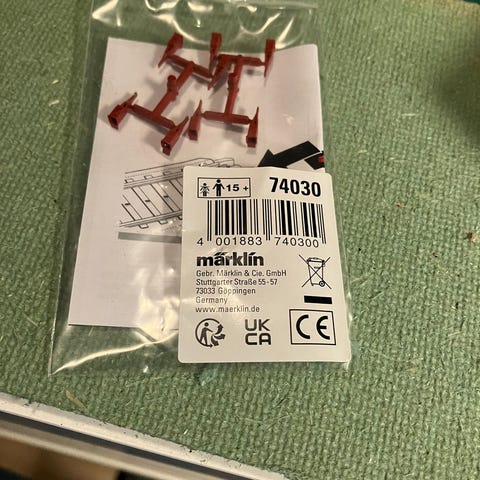 15 + 74030
4 001883 740300
märklin
Gebr. Märklin & Cie. GmbH
Stuttgarter Straße 55-57
73033 Göppingen
Germany
www.maerklin.de
UK
CA
CE